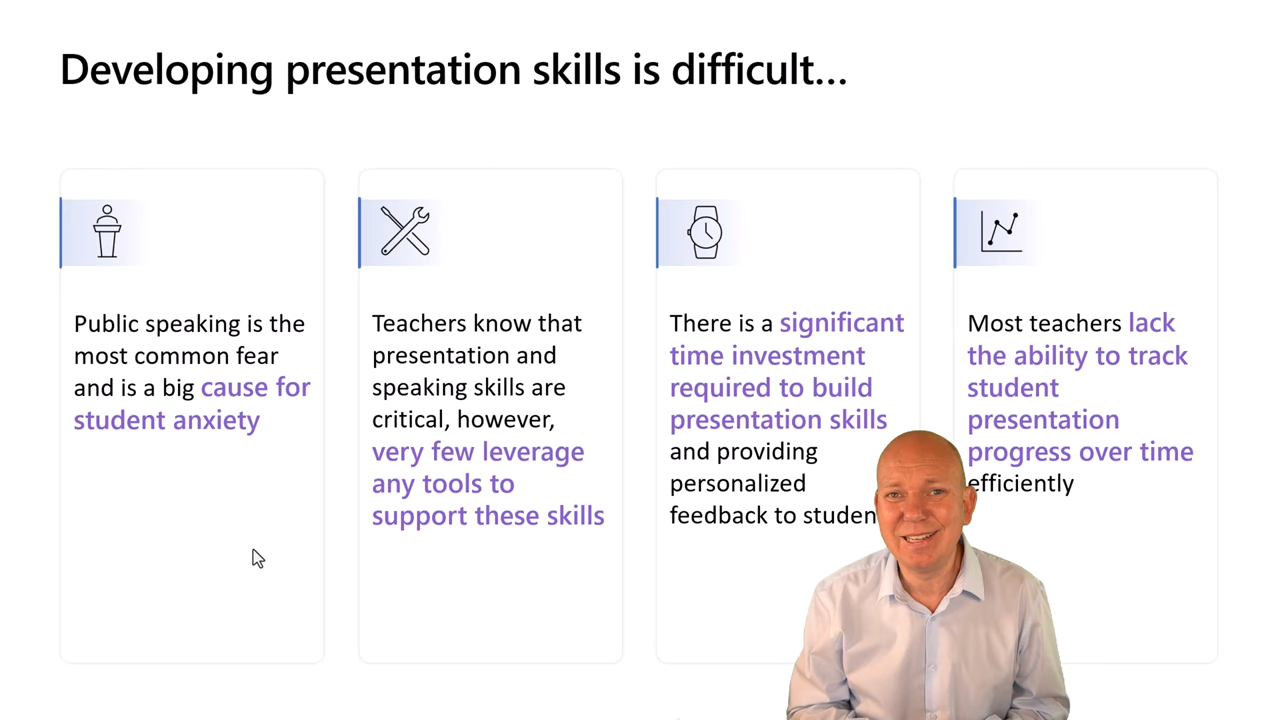 Developing presentation skills is difficult...
Public speaking is the
most common fear
and is a big cause for
student anxiety
Teachers know that
presentation and
speaking skills are
critical, however,
very few leverage
any tools to
support these skills
There is a significant
time investment
required to build
presentation skills
and providing
personalized
feedback to studen
Most teachers lack
the ability to track
student
presentation
progress over time
efficiently